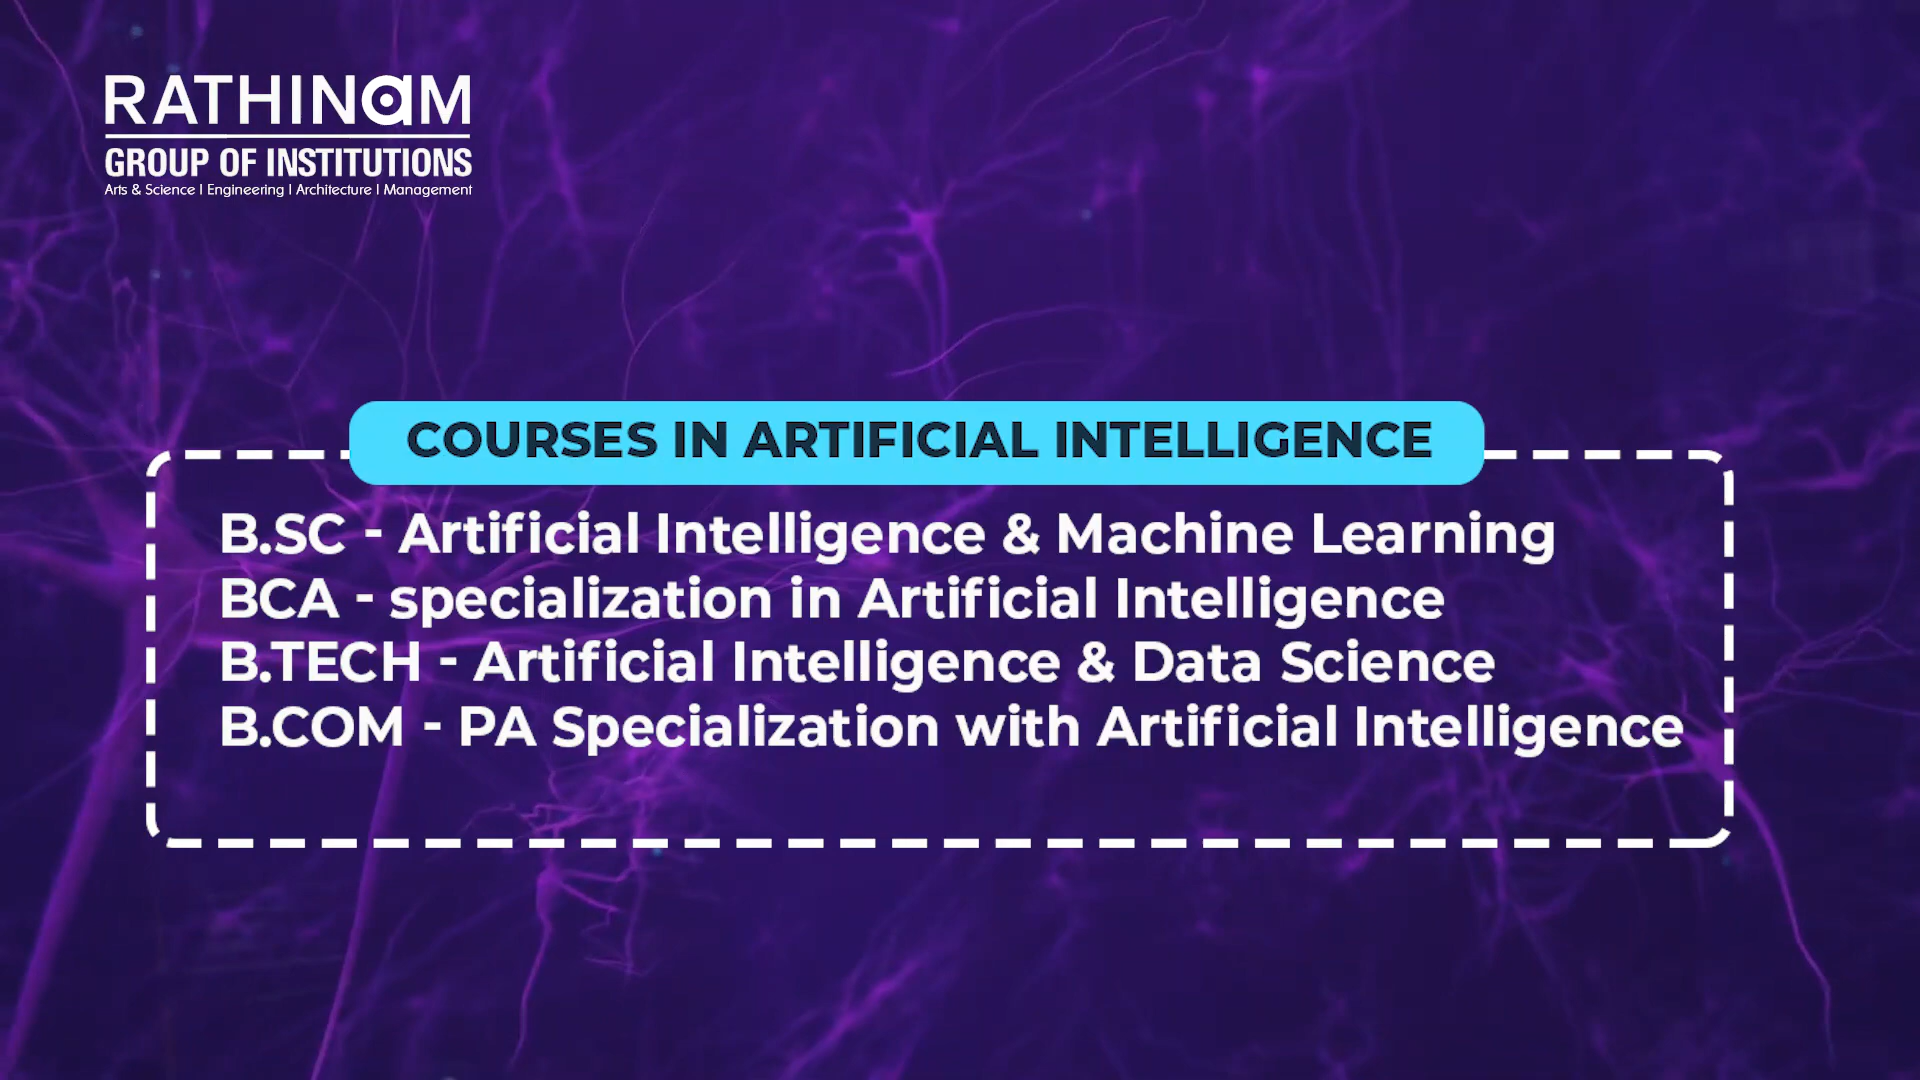 RATHINAM
GROUP OF INSTITUTIONS
Arts & Science | Engineering | Architecture | Management
COURSES IN ARTIFICIAL INTELLIGENCE
B.SC - Artificial Intelligence & Machine Learning
BCA - specialization in Artificial Intelligence
B.TECH - Artificial Intelligence & Data Science
B.COM - PA Specialization with Artificial Intelligence